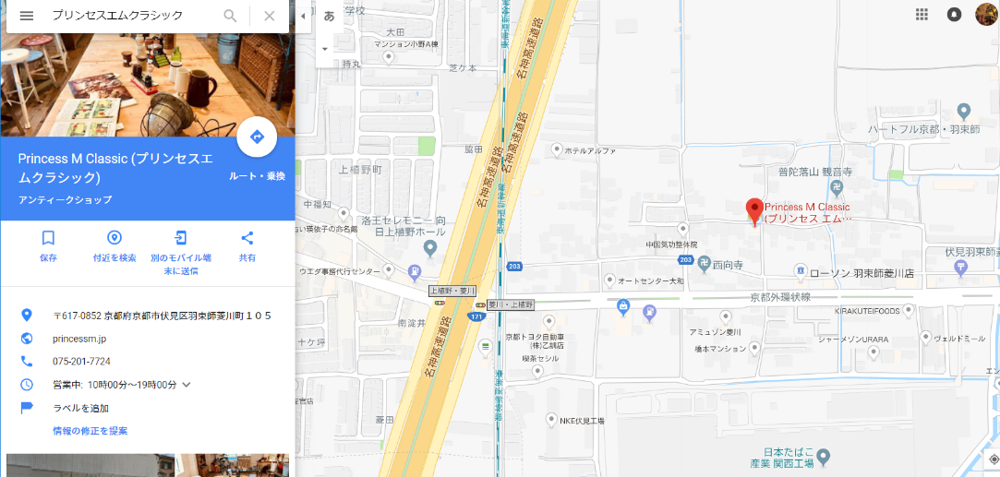 プリンセスエムクラシック
Princess M Classic (プリンセスエ
ムクラシック)
アンティークショップ
ルート・乗換
保存
付近を検索
別のモバイル端
末に送信
共有
〒617-0852 京都府京都市伏見区羽束師菱川町１０５
princessm.jp
075-201-7724
営業中: 10時00分～19時00分
ラベルを追加
情報の修正を提案
あ
大田
マンション小野A棟
持丸
芝ケ本
名神高速道路
脇田
名神高速道路
名神高速道路
ホテルアルファ
上植野町
中福知
洛王セレモニー 向
日上植野ホール
ウエダ事務代行センター
上植野・菱川
菱川・上植野
171
203
203
南淀井
十ケ坪
京都トヨタ自動車
(株)乙訓店
喫茶セシル
名神高速道路
菱田
NKE伏見工場
ハートフル京都・羽束師
普陀落山 観音寺
Princess M Classic
(プリンセス エム…
中国気功整体院
西向寺
オートセンター大和
ローソン 羽束師菱川店
伏見羽束師郵
京都外環状線
アミュゾン菱川
橋本マンション
KIRAKUTEIFOODS
シャーメゾンURARA
ヴェルドミール
日本たばこ
産業 関西工場